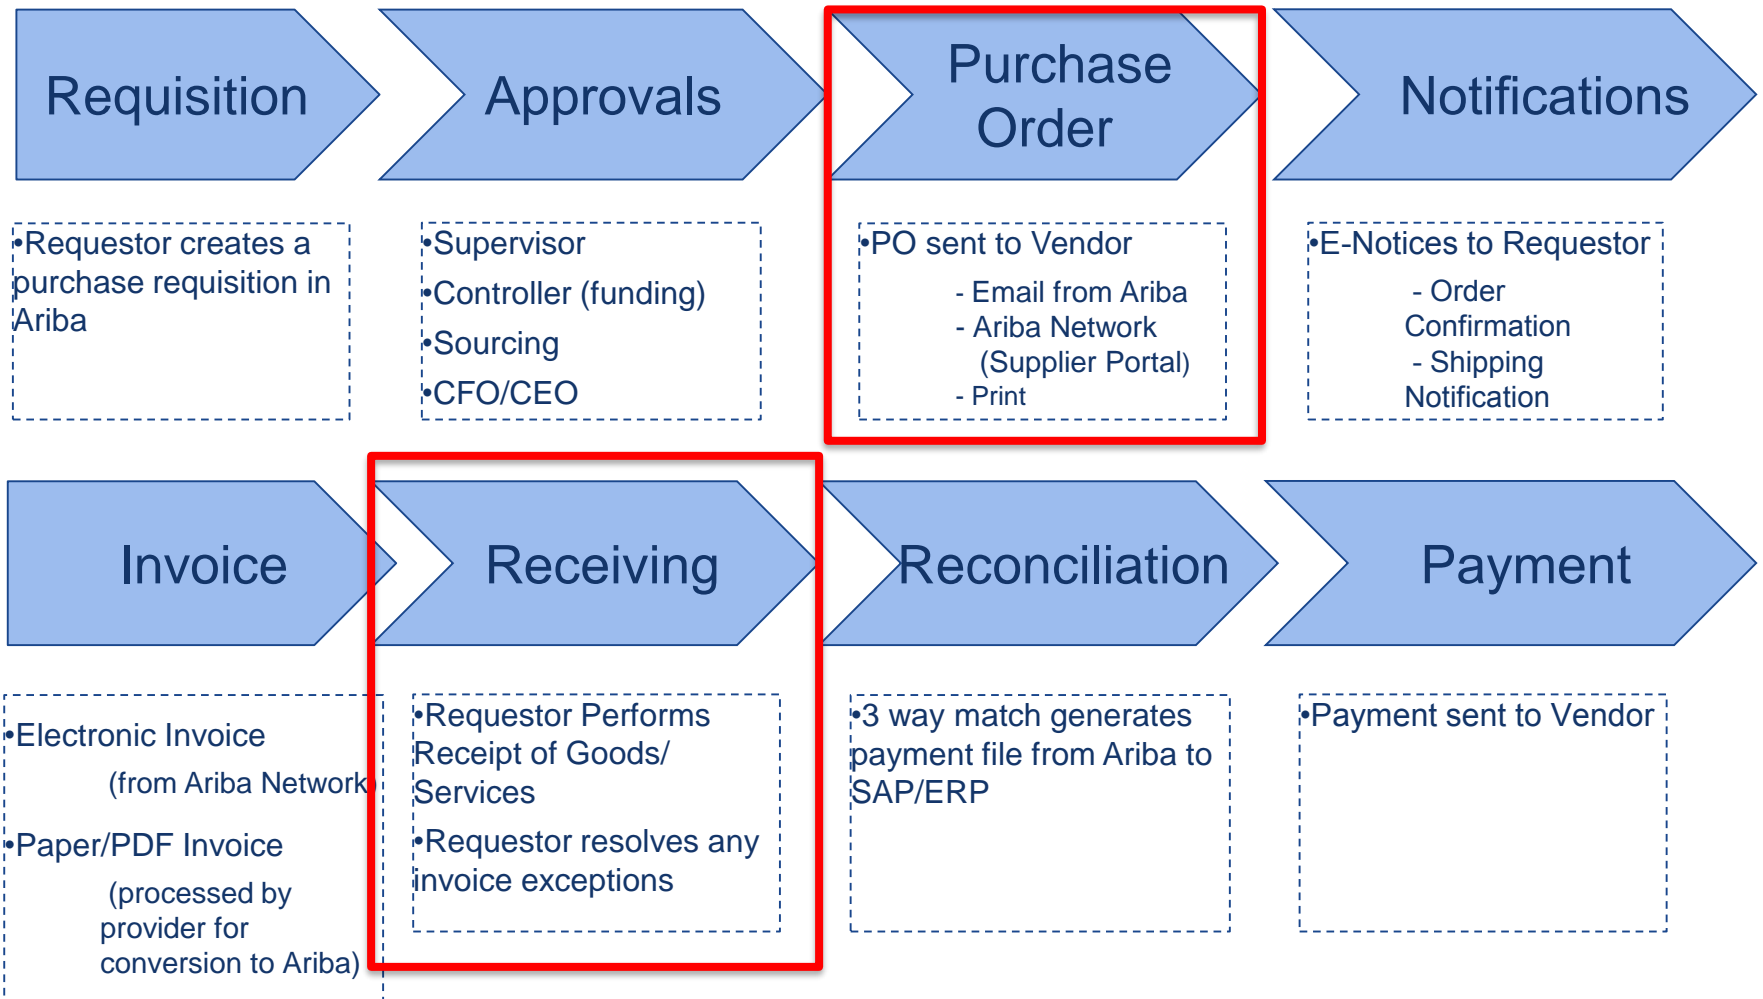 Requisition
Approvals
Purchase
Order
Notifications
•Requestor creates a
purchase requisition in
Ariba
•Supervisor
•Controller (funding)
•Sourcing
•CFO/CEO
•PO sent to Vendor
- Email from Ariba
- Ariba Network
(Supplier Portal)
- Print
•E-Notices to Requestor
- Order
Confirmation
- Shipping
Notification
Invoice
Receiving
Reconciliation
Payment
•Electronic Invoice
(from Ariba Network)
•Paper/PDF Invoice
(processed by
provider for
conversion to Ariba)
•Requestor Performs
Receipt of Goods/
Services
•Requestor resolves any
invoice exceptions
•3 way match generates
payment file from Ariba to
SAP/ERP
•Payment sent to Vendor